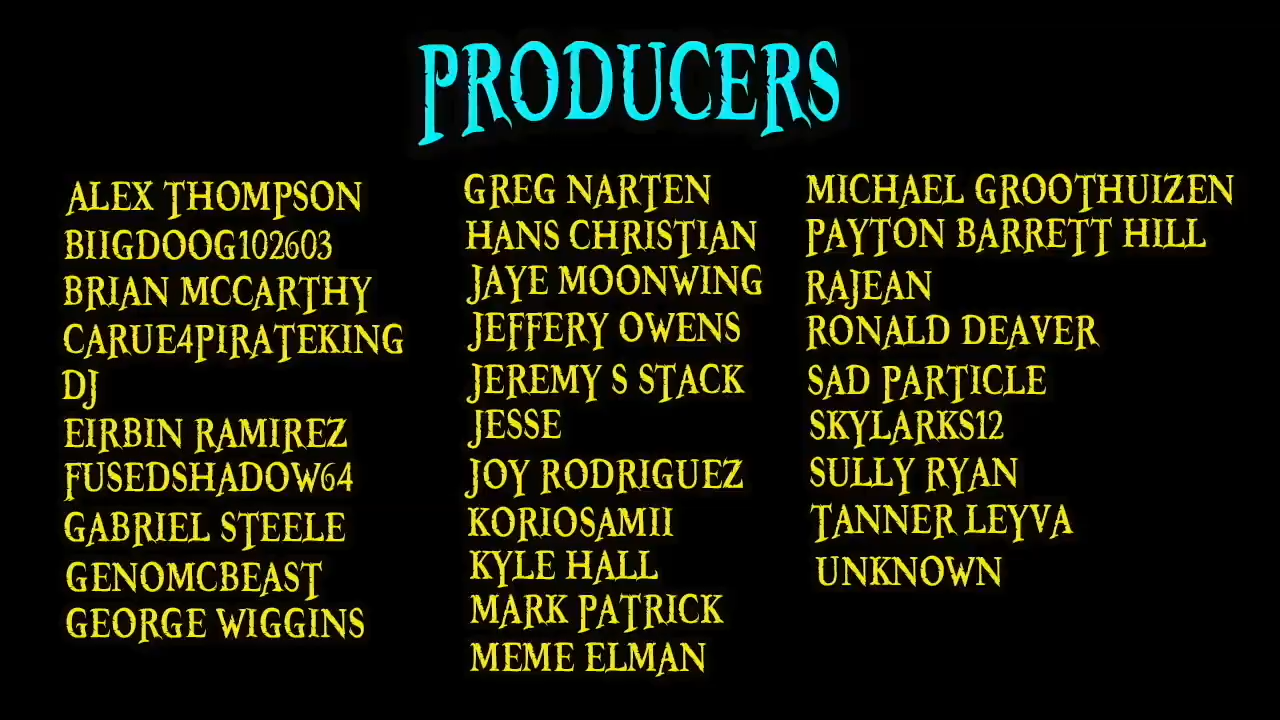 PRODUCERS
ALEX THOMPSON
BIIGDOOG102603
BRIAN MCCARTHY
CARUE4PIRATEKING
DJ
EIRBIN RAMIREZ
FUSEDSHADOW64
GABRIEL STEELE
GENOMCBEAST
GEORGE WIGGINS
GREG NARTEN
HANS CHRISTIAN
JAYE MOONWING
JEFFERY OWENS
JEREMY S STACK
JESSE
JOY RODRIGUEZ
KORIOSAMII
KYLE HALL
MARK PATRICK
MEME ELMAN
MICHAEL GROOTHUIZEN
PAYTON BARRETT HILL
RAJEAN
RONALD DEAVER
SAD PARTICLE
SKYLARKS12
SULLY RYAN
TANNER LEYVA
UNKNOWN